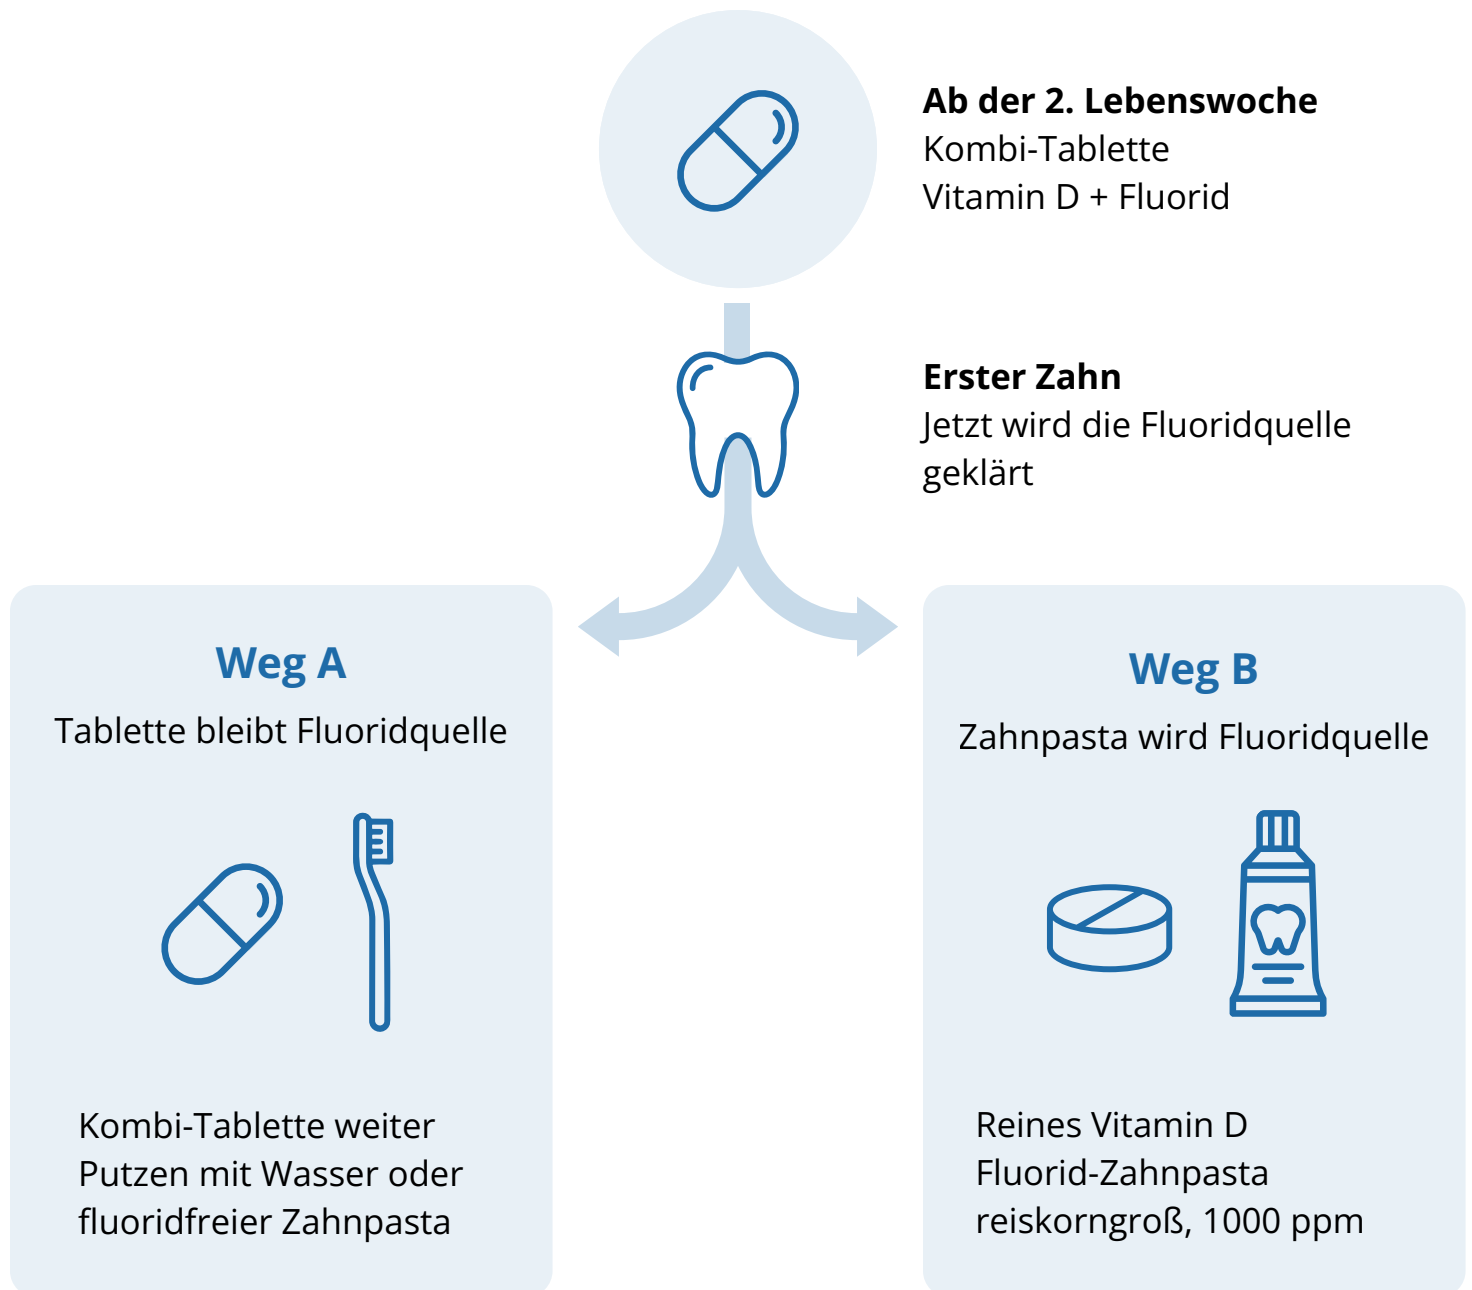 Ab der 2. Lebenswoche
Kombi-Tablette
Vitamin D + Fluorid
Erster Zahn
Jetzt wird die Fluoridquelle
geklärt
Weg A
Tablette bleibt Fluoridquelle
Kombi-Tablette weiter
Putzen mit Wasser oder
fluoridfreier Zahnpasta
Weg B
Zahnpasta wird Fluoridquelle
Reines Vitamin D
Fluorid-Zahnpasta
reiskorngroß, 1000 ppm